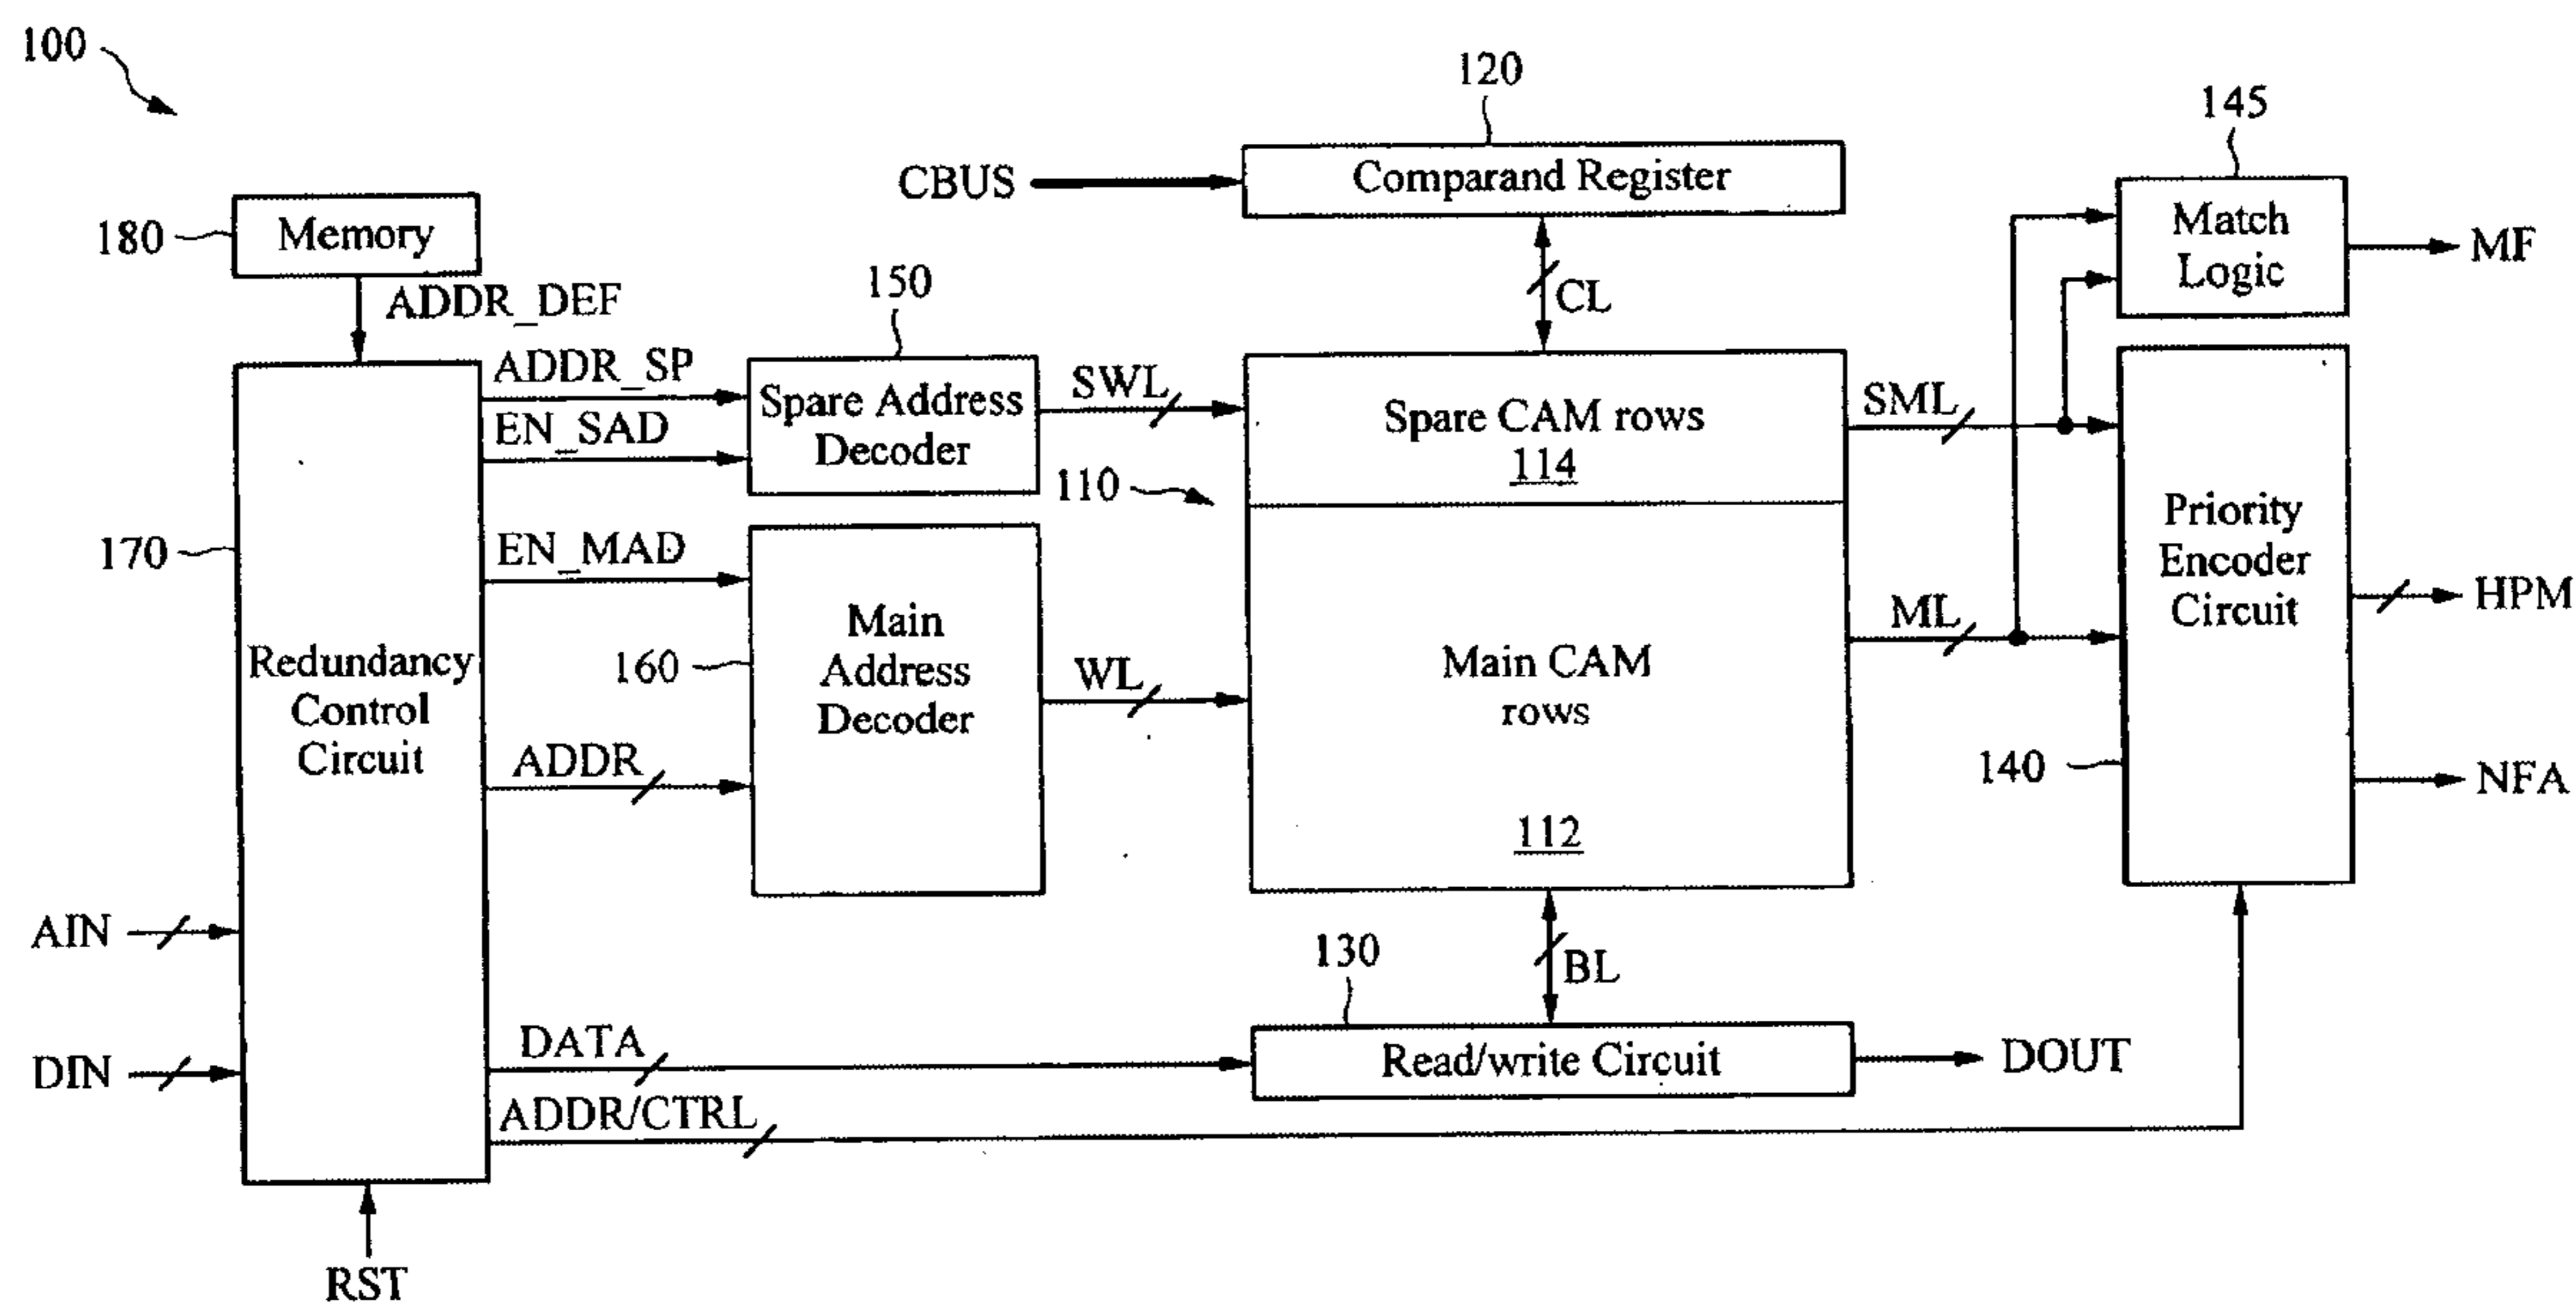 100
120
145
CBUS
Comparand Register
Match
Logic
MF
180
Memory
150
CL
ADDR_DEF
ADDR_SP
EN_SAD
Spare Address
Decoder
SWL
Spare CAM rows
114
SML
110
170
EN_MAD
Priority
Encoder
Circuit
HPM
Redundancy
Control
Circuit
160
Main
Address
Decoder
WL
Main CAM
rows
ML
ADDR
112
140
NFA
AIN
130
BL
DIN
DATA
Read/write Circuit
DOUT
ADDR/CTRL
RST